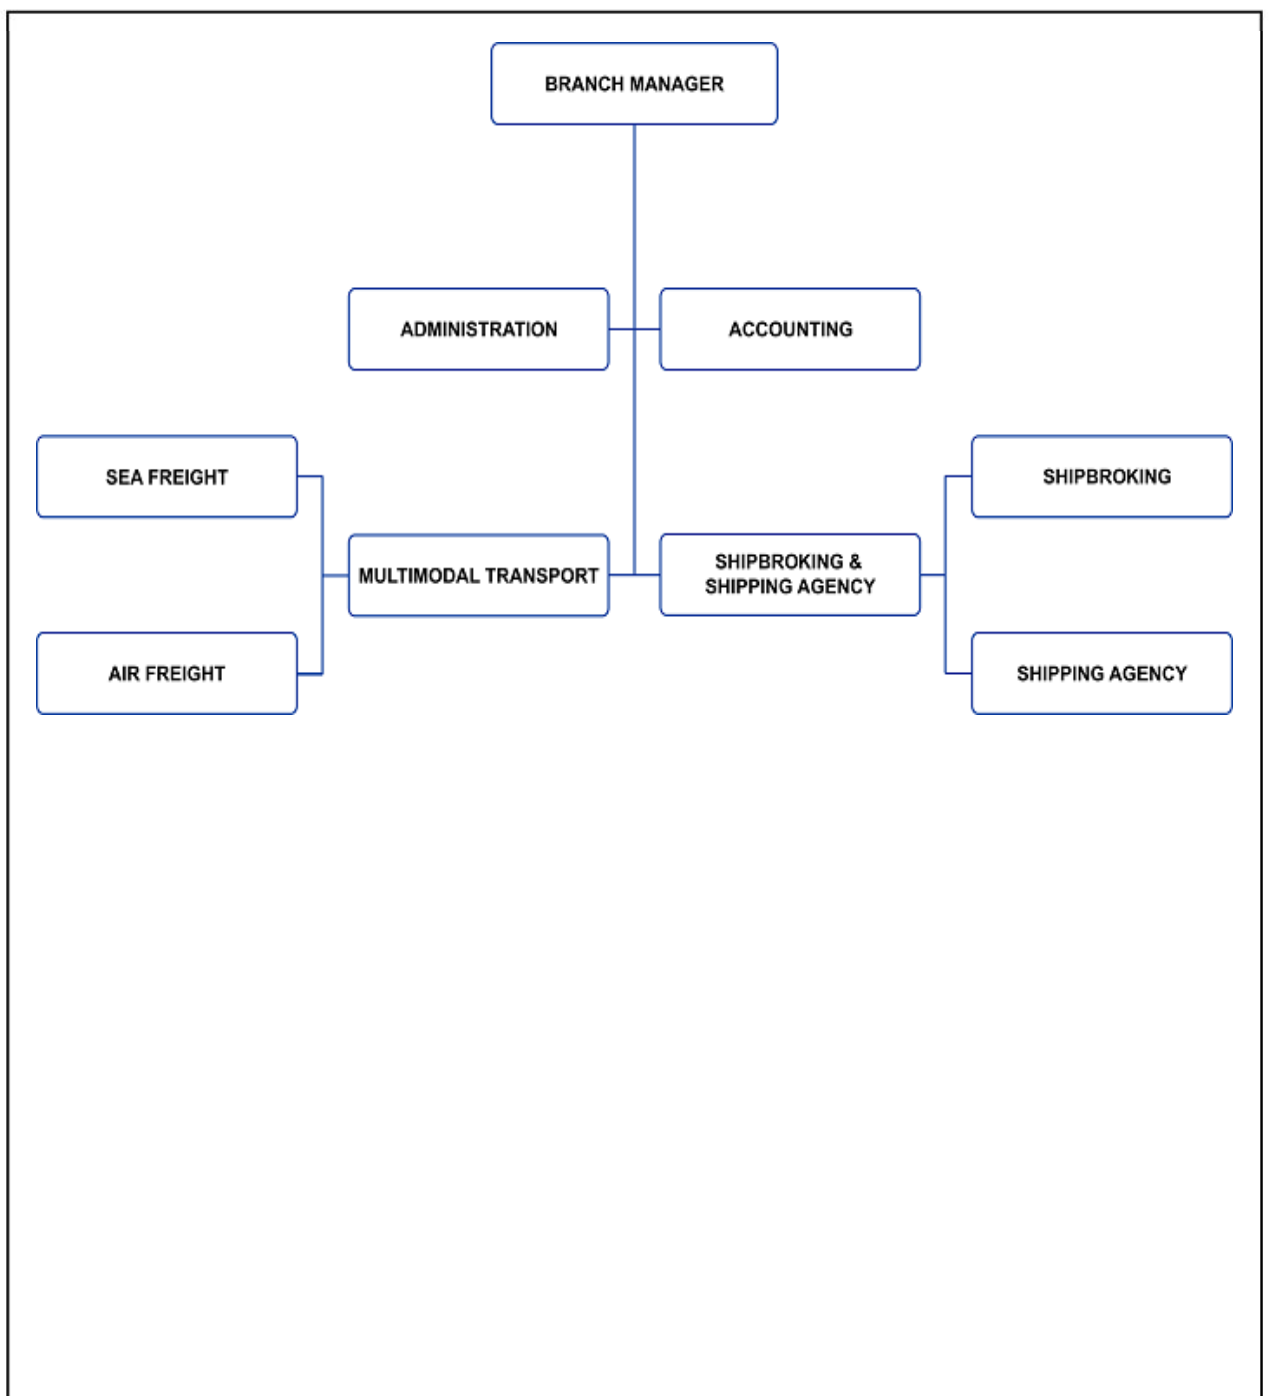 BRANCH MANAGER
ADMINISTRATION
ACCOUNTING
SEA FREIGHT
SHIPBROKING
MULTIMODAL TRANSPORT
SHIPBROKING &
SHIPPING AGENCY
AIR FREIGHT
SHIPPING AGENCY